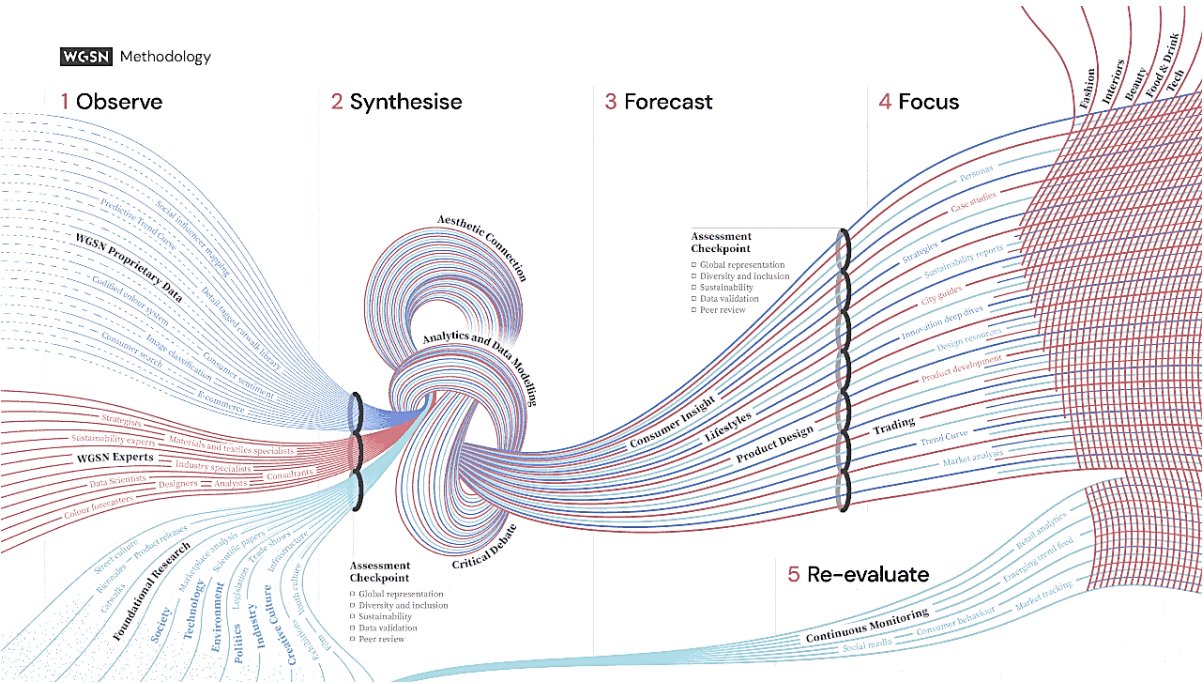 WGSN Methodology
1 Observe
2 Synthesise
3 Forecast
4 Focus
Fashion
Interiors
Beauty
Food & Drink
Tech
Social influencer mapping
Predictive Trend Curve
WGSN Proprietary Data
Detail tagged catwalk library
Codified colour system
Image classification
Consumer sentiment
Consumer search
E-commerce
Strategists
Materials and textiles specialists
Sustainability experts
WGSN Experts
Industry specialists
Consultants
Data Scientists
Designers
Analysts
Colour forecasters
Street culture
Product releases
Biennales
Catwalks
Foundational Research
Marketplace analysis
Scientific papers
Trade shows
Infrastructure
Legislation
Youth culture
Society
Technology
Environment
Politics
Industry
Creative Culture
Exhibitions
Film
Assessment
Checkpoint
Global representation
Diversity and inclusion
Sustainability
Data validation
Peer review
Aesthetic Connection
Analytics and Data Modelling
Critical Debate
Assessment
Checkpoint
Global representation
Diversity and inclusion
Sustainability
Data validation
Peer review
Consumer Insight
Lifestyles
Product Design
Trading
Personas
Case studies
Strategies
Sustainability reports
City guides
Innovation deep dives
Design resources
Product development
Trend Curve
Market analysis
5 Re-evaluate
Retail analytics
Emerging trend feed
Market tracking
Continuous Monitoring
Consumer behaviour
Social media